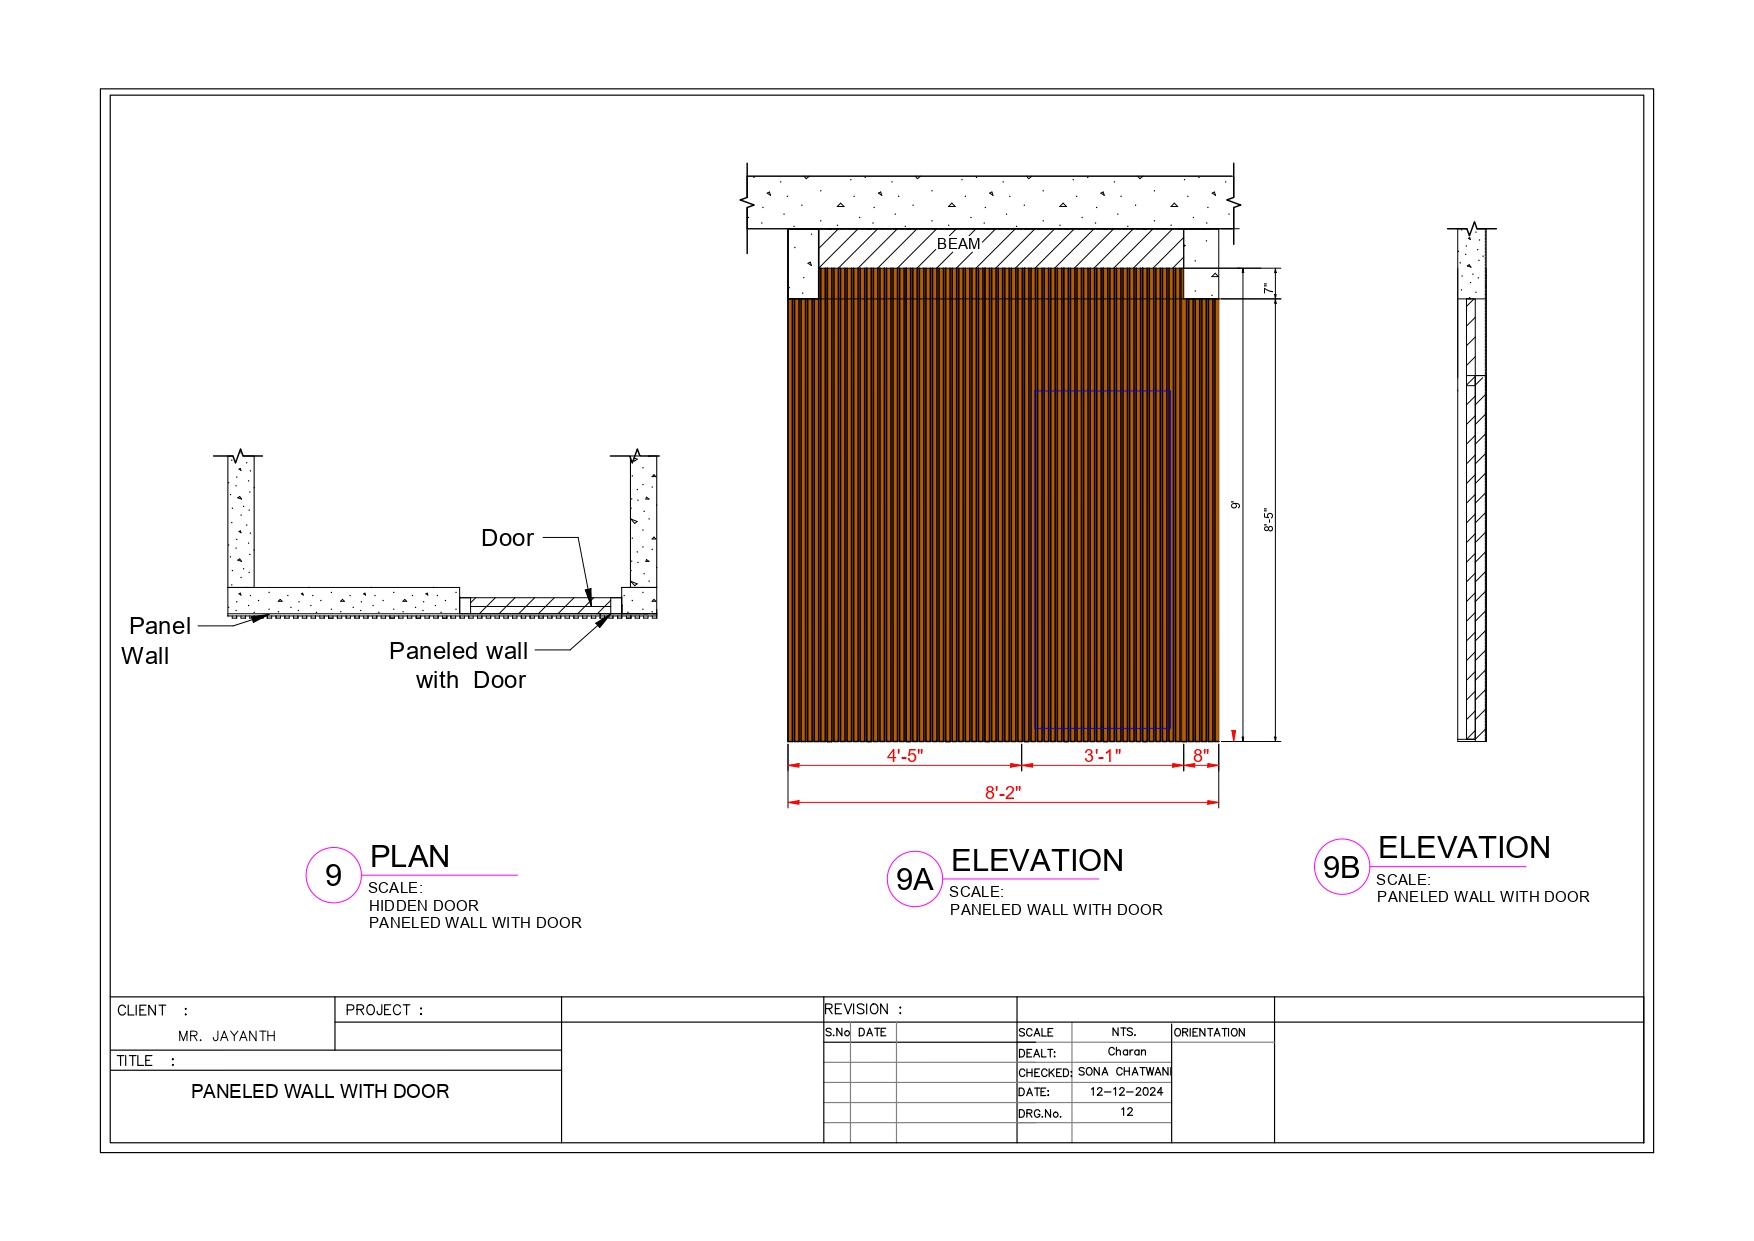 BEAM
7"
9'
8'-5"
4'-5"
3'-1"
8"
8'-2"
Door
Panel
Wall
Paneled wall
with Door
9
PLAN
SCALE:
HIDDEN DOOR
PANELED WALL WITH DOOR
9A
ELEVATION
SCALE:
PANELED WALL WITH DOOR
9B
ELEVATION
SCALE:
PANELED WALL WITH DOOR
CLIENT :
MR. JAYANTH
PROJECT :
TITLE :
PANELED WALL WITH DOOR
REVISION :
S.No DATE
SCALE NTS.
ORIENTATION
DEALT: Charan
CHECKED: SONA CHATWANI
DATE: 12-12-2024
DRG.No. 12